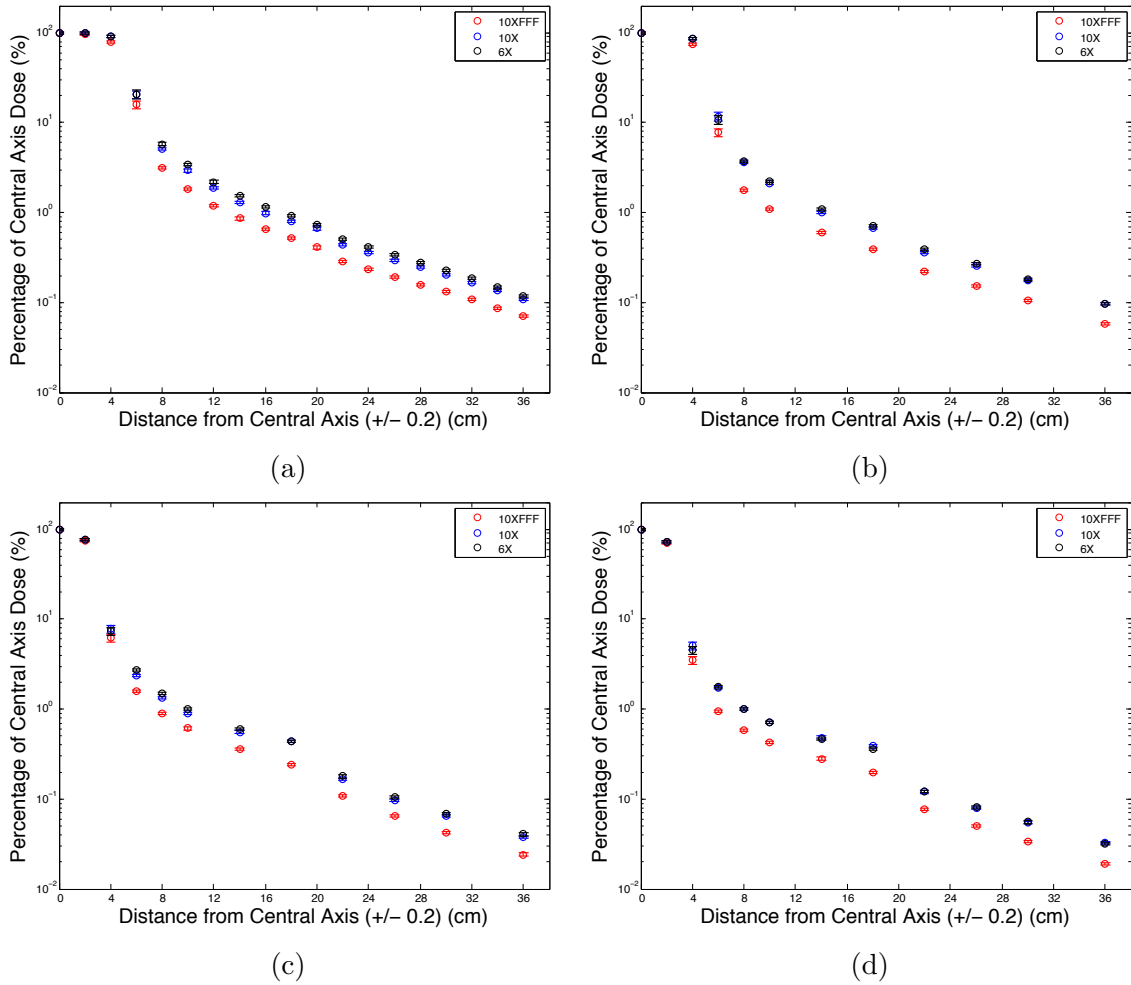 10XFFF
10X
6X
Percentage of Central Axis Dose (%)
10^2
10^1
10^0
10^-1
10^-2
0 4 8 12 16 20 24 28 32 36
Distance from Central Axis (+/- 0.2) (cm)
(a)
10XFFF
10X
6X
Percentage of Central Axis Dose (%)
10^2
10^1
10^0
10^-1
10^-2
0 4 8 12 16 20 24 28 32 36
Distance from Central Axis (+/- 0.2) (cm)
(b)
10XFFF
10X
6X
Percentage of Central Axis Dose (%)
10^2
10^1
10^0
10^-1
10^-2
0 4 8 12 16 20 24 28 32 36
Distance from Central Axis (+/- 0.2) (cm)
(c)
10XFFF
10X
6X
Percentage of Central Axis Dose (%)
10^2
10^1
10^0
10^-1
10^-2
0 4 8 12 16 20 24 28 32 36
Distance from Central Axis (+/- 0.2) (cm)
(d)